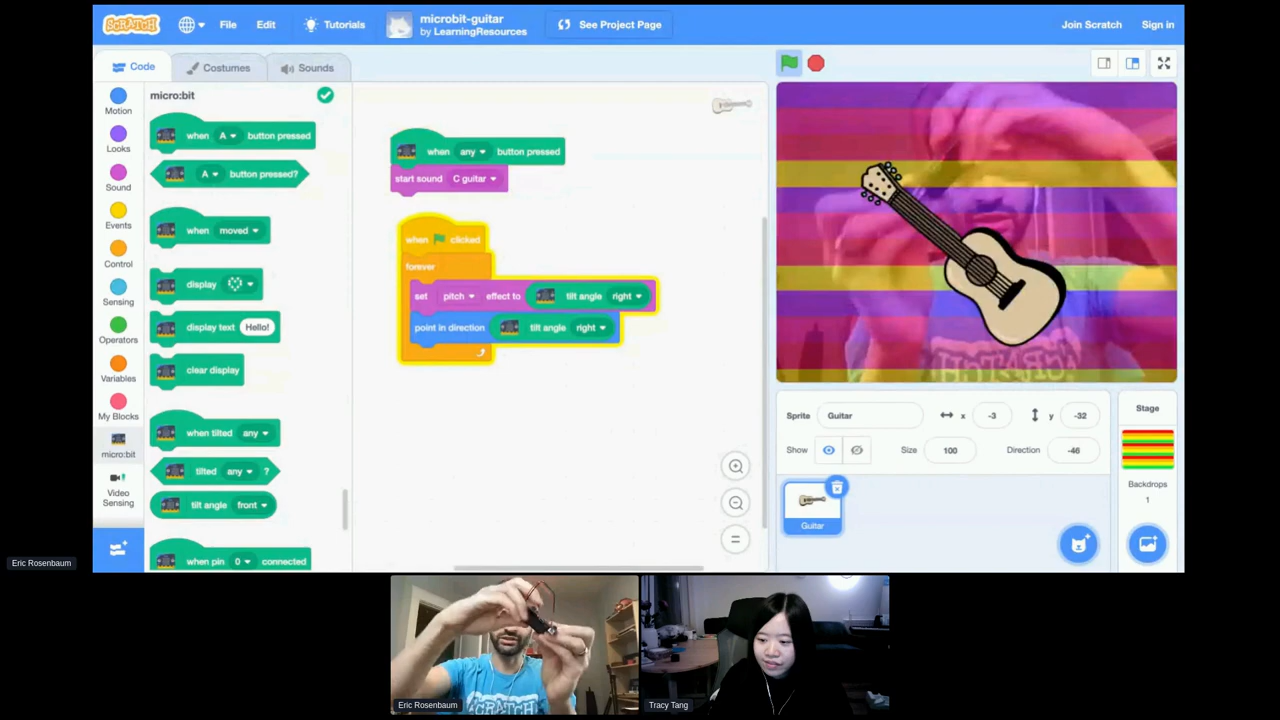 SCRATCH
File
Edit
Tutorials
microbit-guitar
by LearningResources
See Project Page
Join Scratch
Sign in
Code
Costumes
Sounds
Motion
Looks
Sound
Events
Control
Sensing
Operators
Variables
My Blocks
micro:bit
Video
Sensing
micro:bit
when A button pressed
A button pressed?
when moved
display
display text Hello!
clear display
when tilted any
tilted any ?
tilt angle front
when pin 0 connected
when any button pressed
start sound C guitar
when clicked
forever
set pitch effect to tilt angle right
point in direction tilt angle right
Sprite Guitar x -3 y -32
Show Size 100 Direction -46
Guitar
Stage
Backdrops
1
Eric Rosenbaum
SCRATCH
Eric Rosenbaum
Tracy Tang